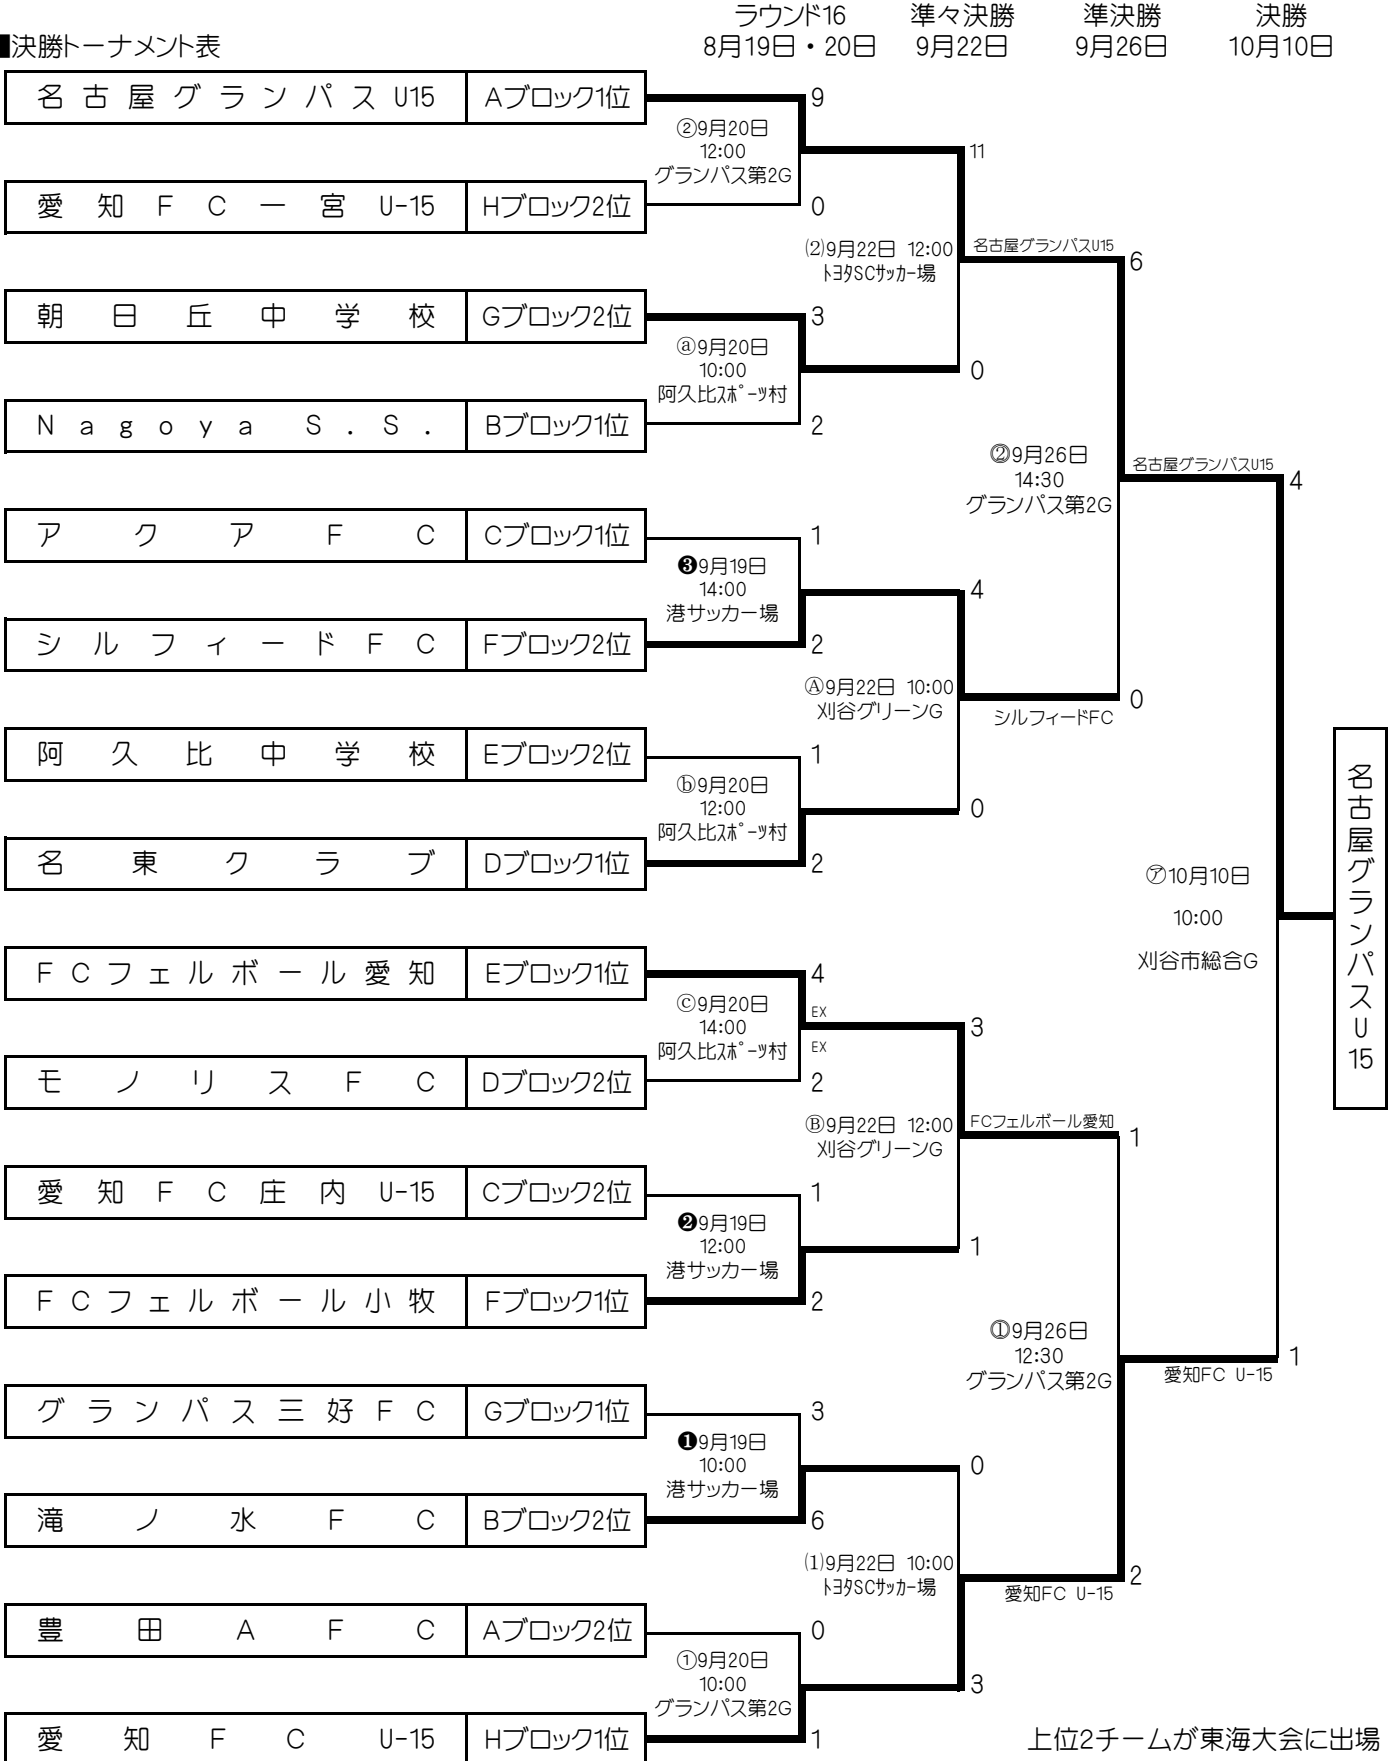 ラウンド16 準々決勝 準決勝 決勝
■決勝トーナメント表 8月19日・20日 9月22日 9月26日 10月10日
名古屋グランパスU15 Aブロック1位 9
②9月20日
12:00
グランパス第2G
11
愛知FC一宮U-15 Hブロック2位 0
⑵9月22日 12:00
トヨタSCサッカー場
名古屋グランパスU15
6
朝日丘中学校 Gブロック2位 3
ⓐ9月20日
10:00
阿久比スポーツ村
0
Nagoya S.S. Bブロック1位 2
②9月26日
14:30
グランパス第2G
名古屋グランパスU15
4
アクアFC Cブロック1位 1
❸9月19日
14:00
港サッカー場
4
シルフィードFC Fブロック2位 2
Ⓐ9月22日 10:00
刈谷グリーンG
シルフィードFC
0
阿久比中学校 Eブロック2位 1
ⓑ9月20日
12:00
阿久比スポーツ村
0
名東クラブ Dブロック1位 2
㋐10月10日
10:00
刈谷市総合G
名古屋グランパスU15
FCフェルボール愛知 Eブロック1位 4
ⓒ9月20日
14:00
阿久比スポーツ村
EX
EX
3
モノリスFC Dブロック2位 2
Ⓑ9月22日 12:00
刈谷グリーンG
FCフェルボール愛知
1
愛知FC庄内U-15 Cブロック2位 1
❷9月19日
12:00
港サッカー場
1
FCフェルボール小牧 Fブロック1位 2
①9月26日
12:30
グランパス第2G
愛知FC U-15
1
グランパス三好FC Gブロック1位 3
❶9月19日
10:00
港サッカー場
0
滝ノ水FC Bブロック2位 6
⑴9月22日 10:00
トヨタSCサッカー場
愛知FC U-15
2
豊田AFC Aブロック2位 0
①9月20日
10:00
グランパス第2G
3
愛知FC U-15 Hブロック1位 1
上位2チームが東海大会に出場